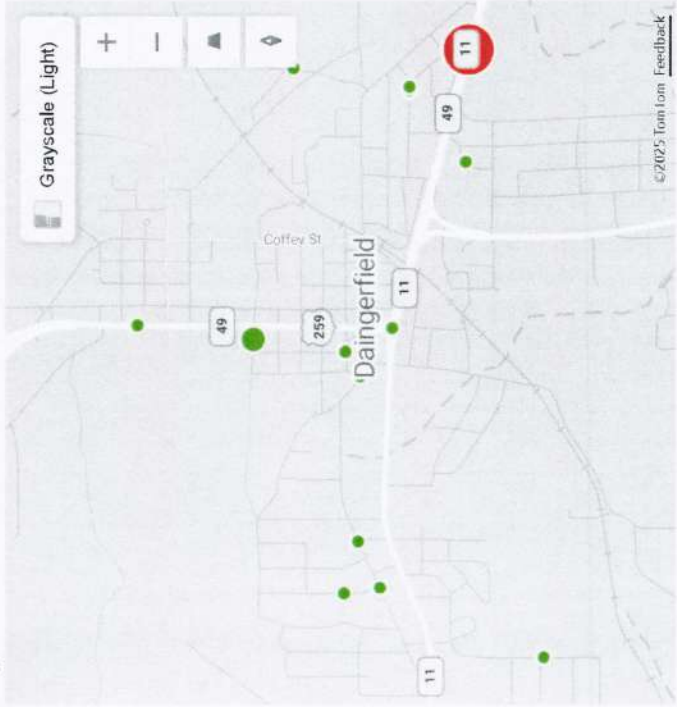 Grayscale (Light)
+
−
11
49
Coffey St
49
259
Daingerfield
11
11
©2025 TomTom Feedback